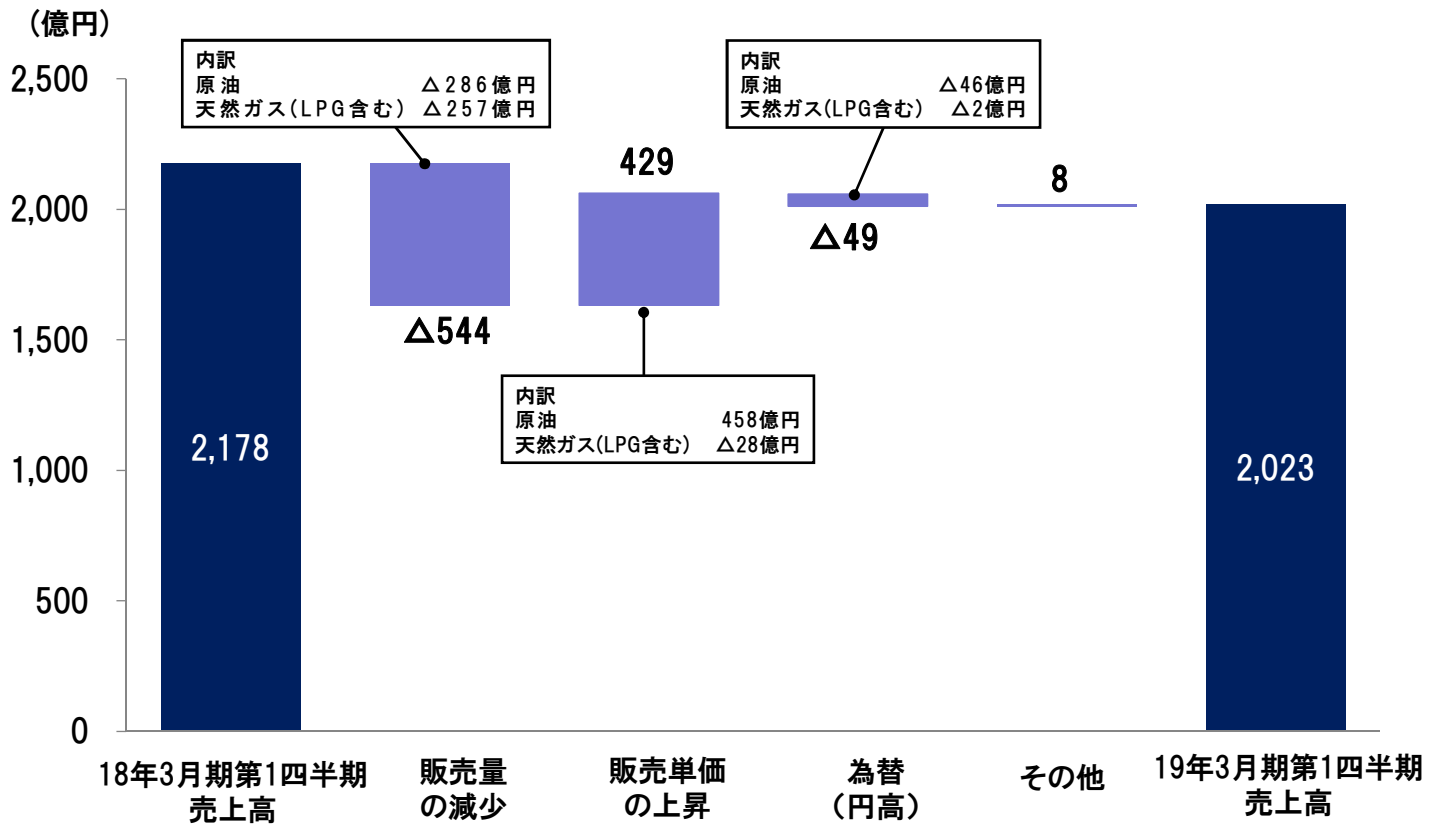 (億円)
2,500
2,000
1,500
1,000
500
0
内訳
原油 △286億円
天然ガス(LPG含む) △257億円
内訳
原油 △46億円
天然ガス(LPG含む) △2億円
429
8
△49
△544
内訳
原油 458億円
天然ガス(LPG含む) △28億円
2,178
2,023
18年3月期第1四半期
売上高
販売量
の減少
販売単価
の上昇
為替
(円高)
その他
19年3月期第1四半期
売上高